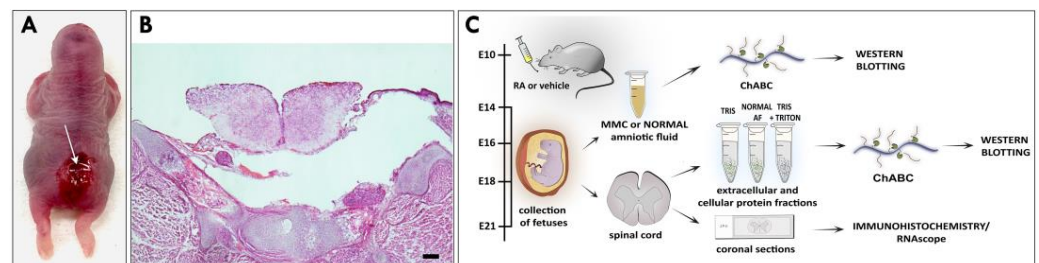 A
B
C
E10
E14
E16
E18
E21
RA or vehicle
MMC or NORMAL
amniotic fluid
ChABC
WESTERN
BLOTTING
TRIS
NORMAL
AF
TRIS
+ TRITON
ChABC
WESTERN
BLOTTING
collection
of fetuses
spinal cord
extracellular and
cellular protein fractions
coronal sections
IMMUNOHISTOCHEMISTRY/
RNAscope